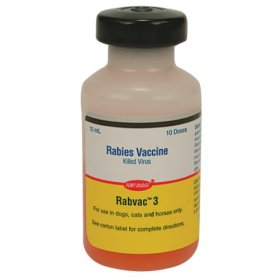 10 mL 10 Doses
Rabies Vaccine
Killed Virus
FORT DODGE
Rabvac™ 3
For use in dogs, cats and horses only.
See carton label for complete directions.